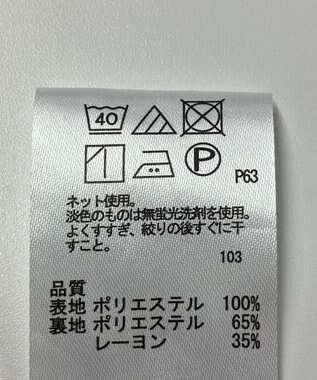 40
P
P63
ネット使用。
淡色のものは無蛍光洗剤を使用。
よくすすぎ、絞りの後すぐに干
すこと。
103
品質
表地 ポリエステル 100%
裏地 ポリエステル 65%
レーヨン 35%